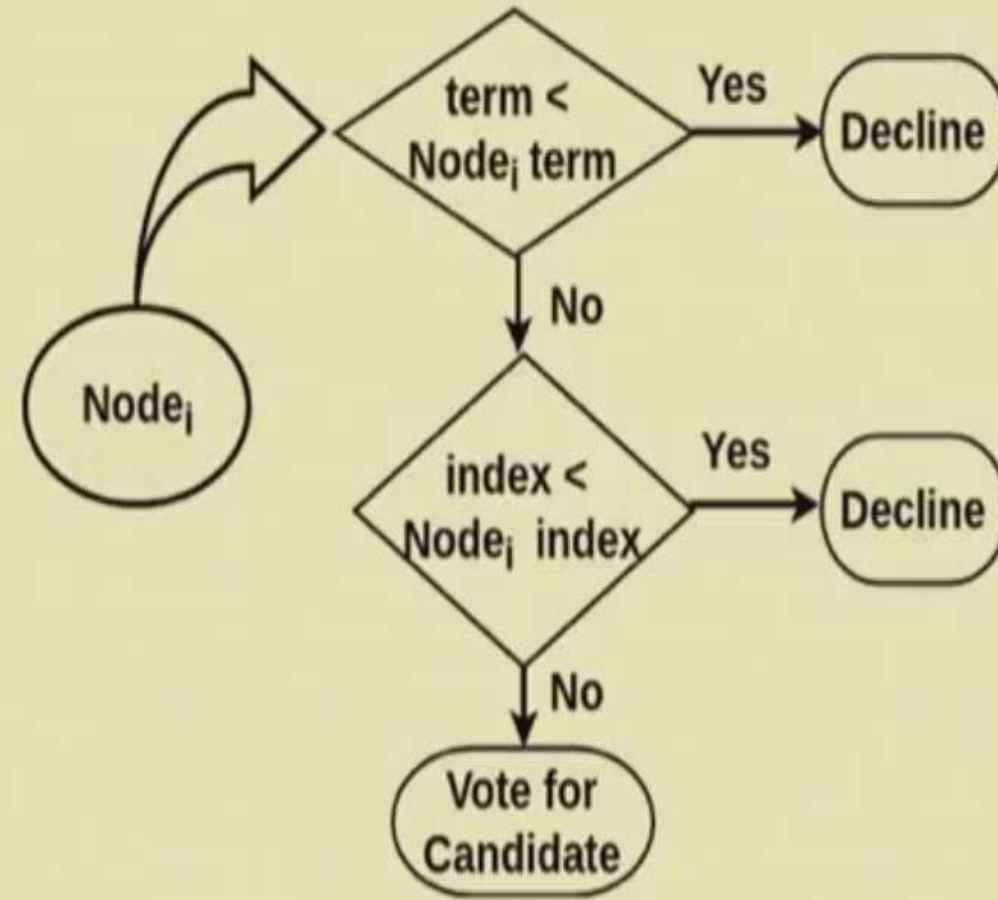 term <
Nodeᵢ term
Yes
Decline
No
Nodeᵢ
index <
Nodeᵢ index
Yes
Decline
No
Vote for
Candidate